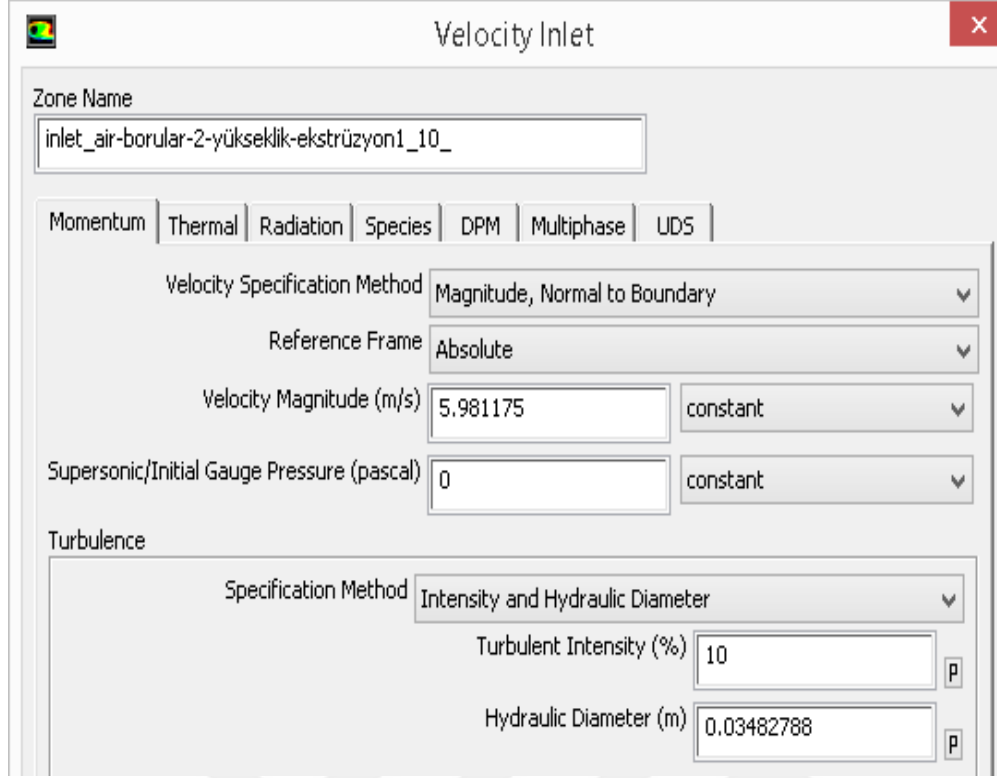 Velocity Inlet
x
Zone Name
inlet_air-borular-2-yükseklik-ekstrüzyon1_10_
Momentum Thermal Radiation Species DPM Multiphase UDS
Velocity Specification Method Magnitude, Normal to Boundary
Reference Frame Absolute
Velocity Magnitude (m/s) 5.981175 constant
Supersonic/Initial Gauge Pressure (pascal) 0 constant
Turbulence
Specification Method Intensity and Hydraulic Diameter
Turbulent Intensity (%) 10 P
Hydraulic Diameter (m) 0.03482788 P